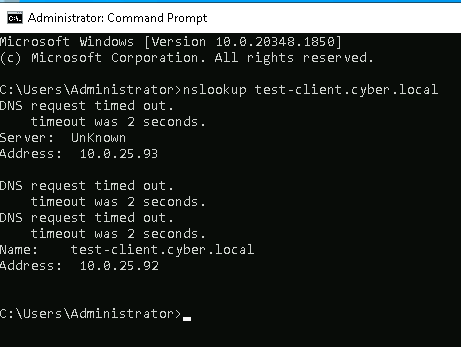 Administrator: Command Prompt
Microsoft Windows [Version 10.0.20348.1850]
(c) Microsoft Corporation. All rights reserved.
C:\Users\Administrator>nslookup test-client.cyber.local
DNS request timed out.
timeout was 2 seconds.
Server: UnKnown
Address: 10.0.25.93
DNS request timed out.
timeout was 2 seconds.
DNS request timed out.
timeout was 2 seconds.
Name: test-client.cyber.local
Address: 10.0.25.92
C:\Users\Administrator>